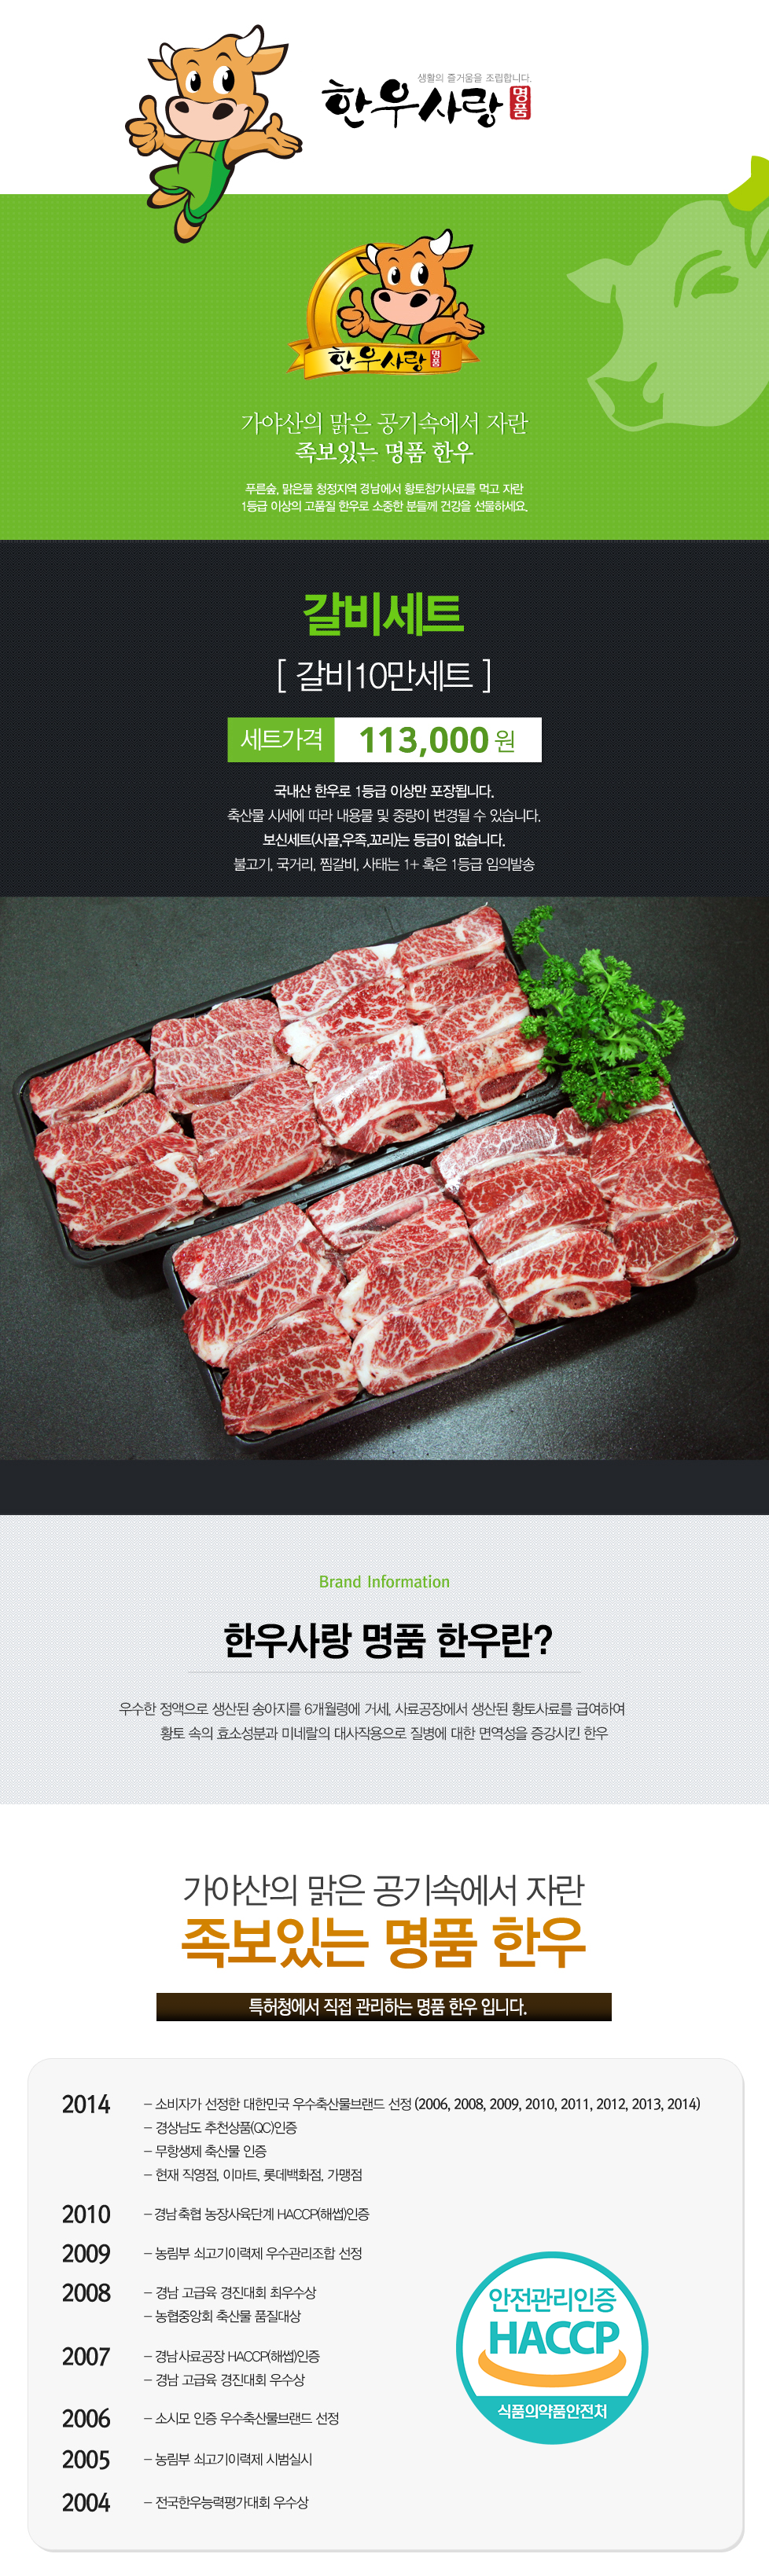 생활의 즐거움을 조립합니다.
한우사랑 명품
한우사랑 명품
가야산의 맑은 공기속에서 자란
족보있는 명품 한우
푸른숲, 맑은물 청정지역 경남에서 황토첨가사료를 먹고 자란
1등급 이상의 고품질 한우로 소중한 분들께 건강을 선물하세요.
갈비세트
[ 갈비10만세트 ]
세트가격 113,000 원
국내산 한우로 1등급 이상만 포장됩니다.
축산물 시세에 따라 내용물 및 중량이 변경될 수 있습니다.
보신세트(사골,우족,꼬리)는 등급이 없습니다.
불고기, 국거리, 찜갈비, 사태는 1+ 혹은 1등급 임의발송
Brand Information
한우사랑 명품 한우란?
우수한 정액으로 생산된 송아지를 6개월령에 거세, 사료공장에서 생산된 황토사료를 급여하여
황토 속의 효소성분과 미네랄의 대사작용으로 질병에 대한 면역성을 증강시킨 한우
가야산의 맑은 공기속에서 자란
족보있는 명품 한우
특허청에서 직접 관리하는 명품 한우 입니다.
2014 - 소비자가 선정한 대한민국 우수축산물브랜드 선정 (2006, 2008, 2009, 2010, 2011, 2012, 2013, 2014)
- 경상남도 추천상품(QC)인증
- 무항생제 축산물 인증
- 현재 직영점, 이마트, 롯데백화점, 가맹점
2010 - 경남축협 농장사육단계 HACCP(해썹)인증
2009 - 농림부 쇠고기이력제 우수관리조합 선정
2008 - 경남 고급육 경진대회 최우수상
- 농협중앙회 축산물 품질대상
2007 - 경남사료공장 HACCP(해썹)인증
- 경남 고급육 경진대회 우수상
2006 - 소시모 인증 우수축산물브랜드 선정
2005 - 농림부 쇠고기이력제 시범실시
2004 - 전국한우능력평가대회 우수상
안전관리인증
HACCP
식품의약품안전처